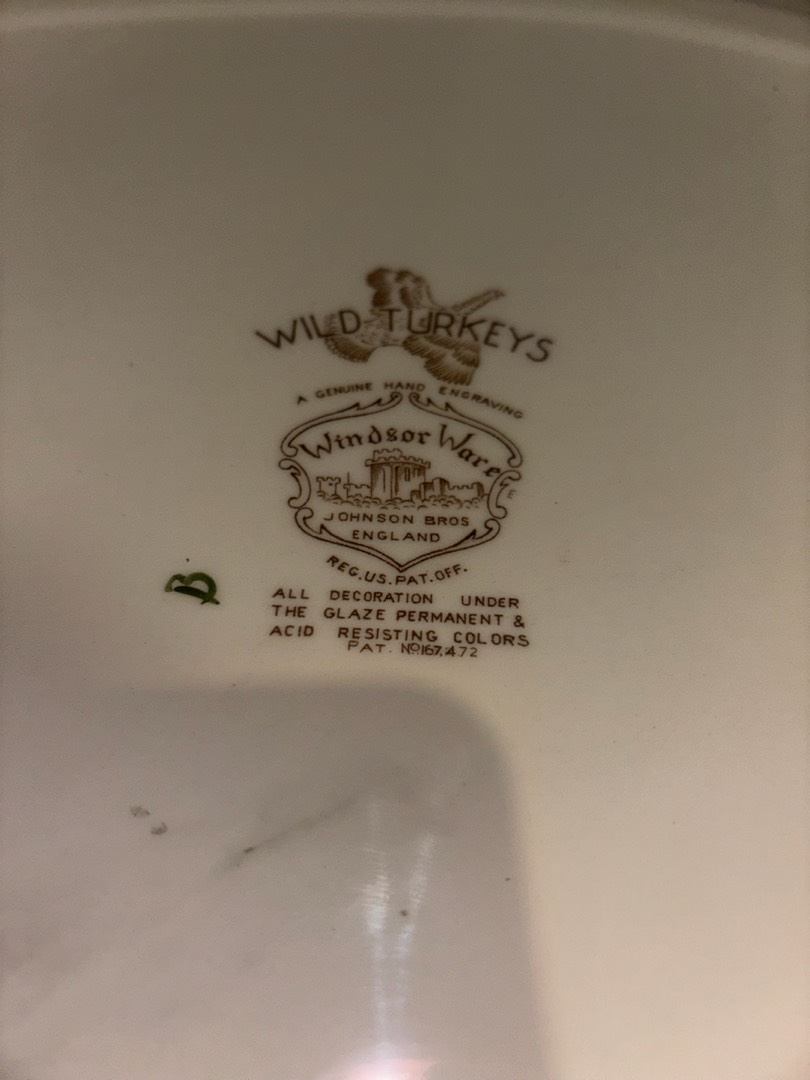 WILD TURKEYS
A GENUINE HAND ENGRAVING
Windsor Ware
JOHNSON BROS
ENGLAND
REG. US. PAT. OFF.
B
ALL DECORATION UNDER
THE GLAZE PERMANENT &
ACID RESISTING COLORS
PAT. Nº 167,472